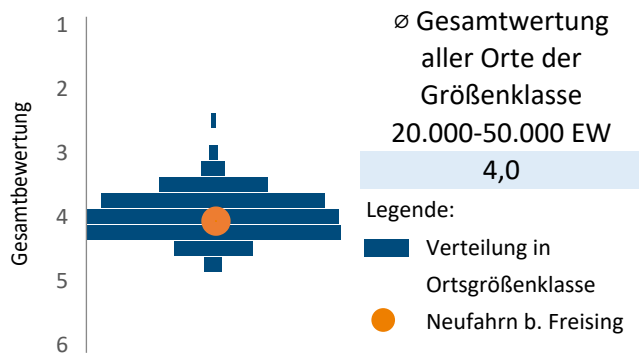 Gesamtbewertung
1
2
3
4
5
6
⌀ Gesamtwertung
aller Orte der
Größenklasse
20.000-50.000 EW
4,0
Legende:
Verteilung in
Ortsgrößenklasse
Neufahrn b. Freising